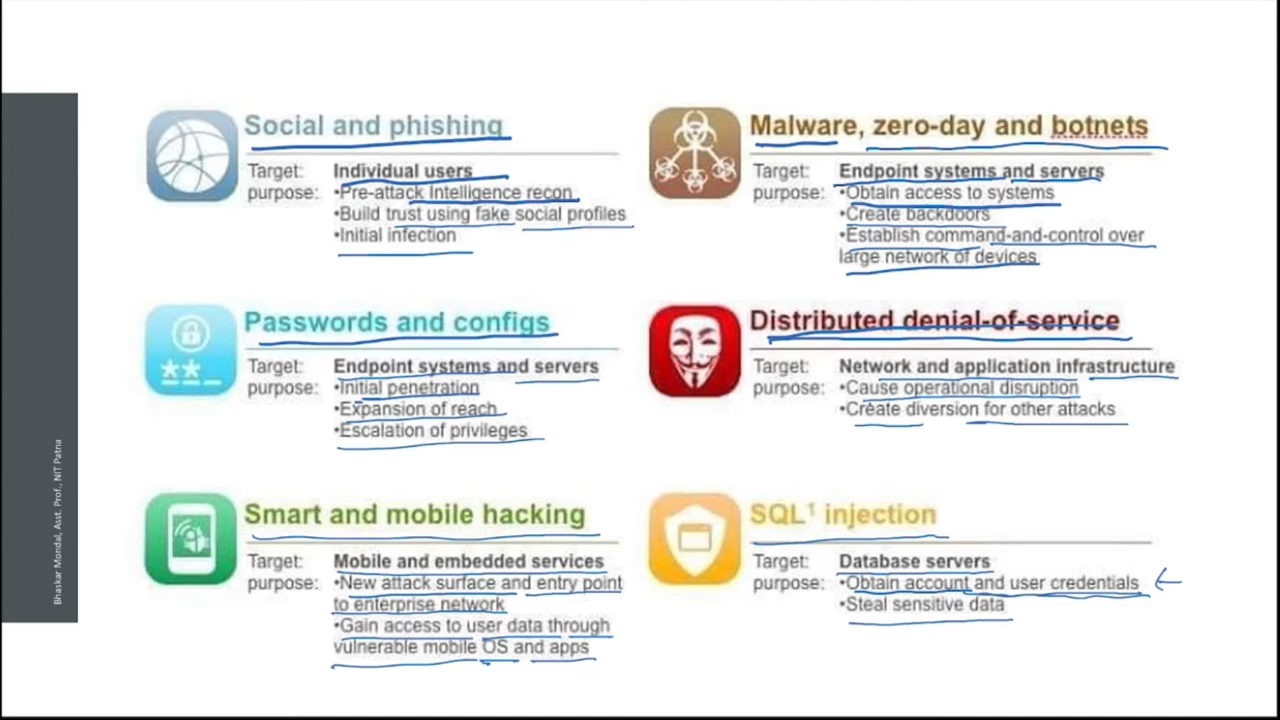 Social and phishing
Target: Individual users
purpose: •Pre-attack Intelligence recon
•Build trust using fake social profiles
•Initial infection
Malware, zero-day and botnets
Target: Endpoint systems and servers
purpose: •Obtain access to systems
•Create backdoors
•Establish command-and-control over
large network of devices
Passwords and configs
Target: Endpoint systems and servers
purpose: •Initial penetration
•Expansion of reach
•Escalation of privileges
Distributed denial-of-service
Target: Network and application infrastructure
purpose: •Cause operational disruption
•Create diversion for other attacks
Smart and mobile hacking
Target: Mobile and embedded services
purpose: •New attack surface and entry point
to enterprise network
•Gain access to user data through
vulnerable mobile OS and apps
SQL¹ injection
Target: Database servers
purpose: •Obtain account and user credentials
•Steal sensitive data
Bhaskar Mondal, Asst. Prof., NIT Patna